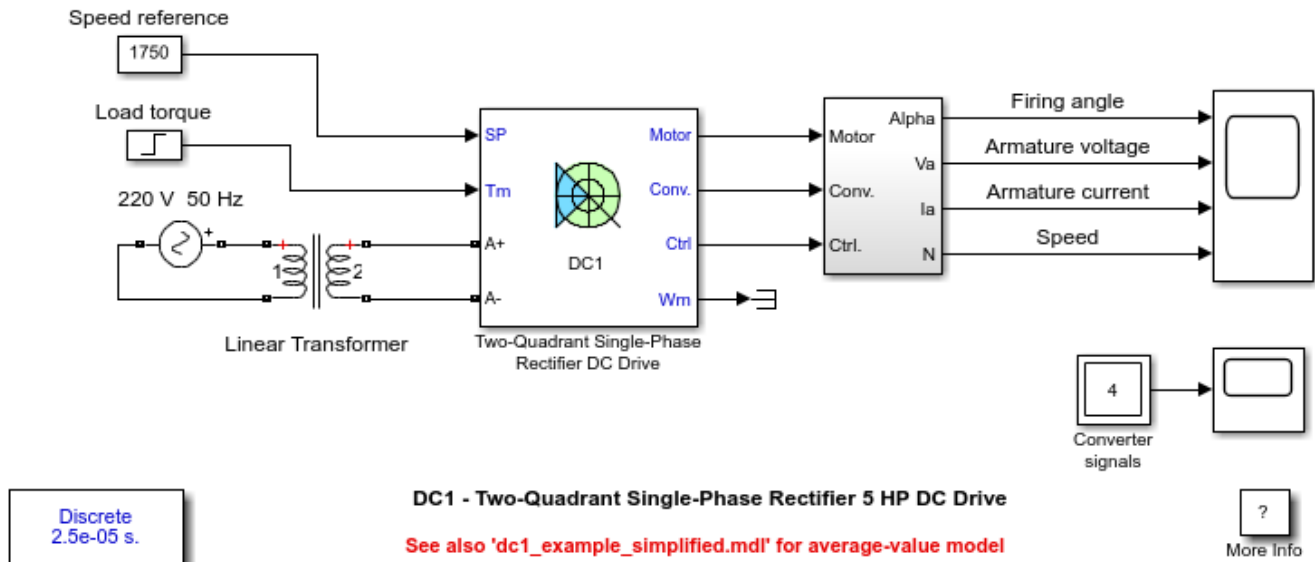 Speed reference
1750
Load torque
220 V 50 Hz
+
+
1
+
2
Linear Transformer
SP
Tm
A+
A-
DC1
Motor
Conv.
Ctrl
Wm
Two-Quadrant Single-Phase
Rectifier DC Drive
Motor
Conv.
Ctrl.
Alpha
Va
Ia
N
Firing angle
Armature voltage
Armature current
Speed
4
Converter
signals
Discrete
2.5e-05 s.
DC1 - Two-Quadrant Single-Phase Rectifier 5 HP DC Drive
See also 'dc1_example_simplified.mdl' for average-value model
?
More Info